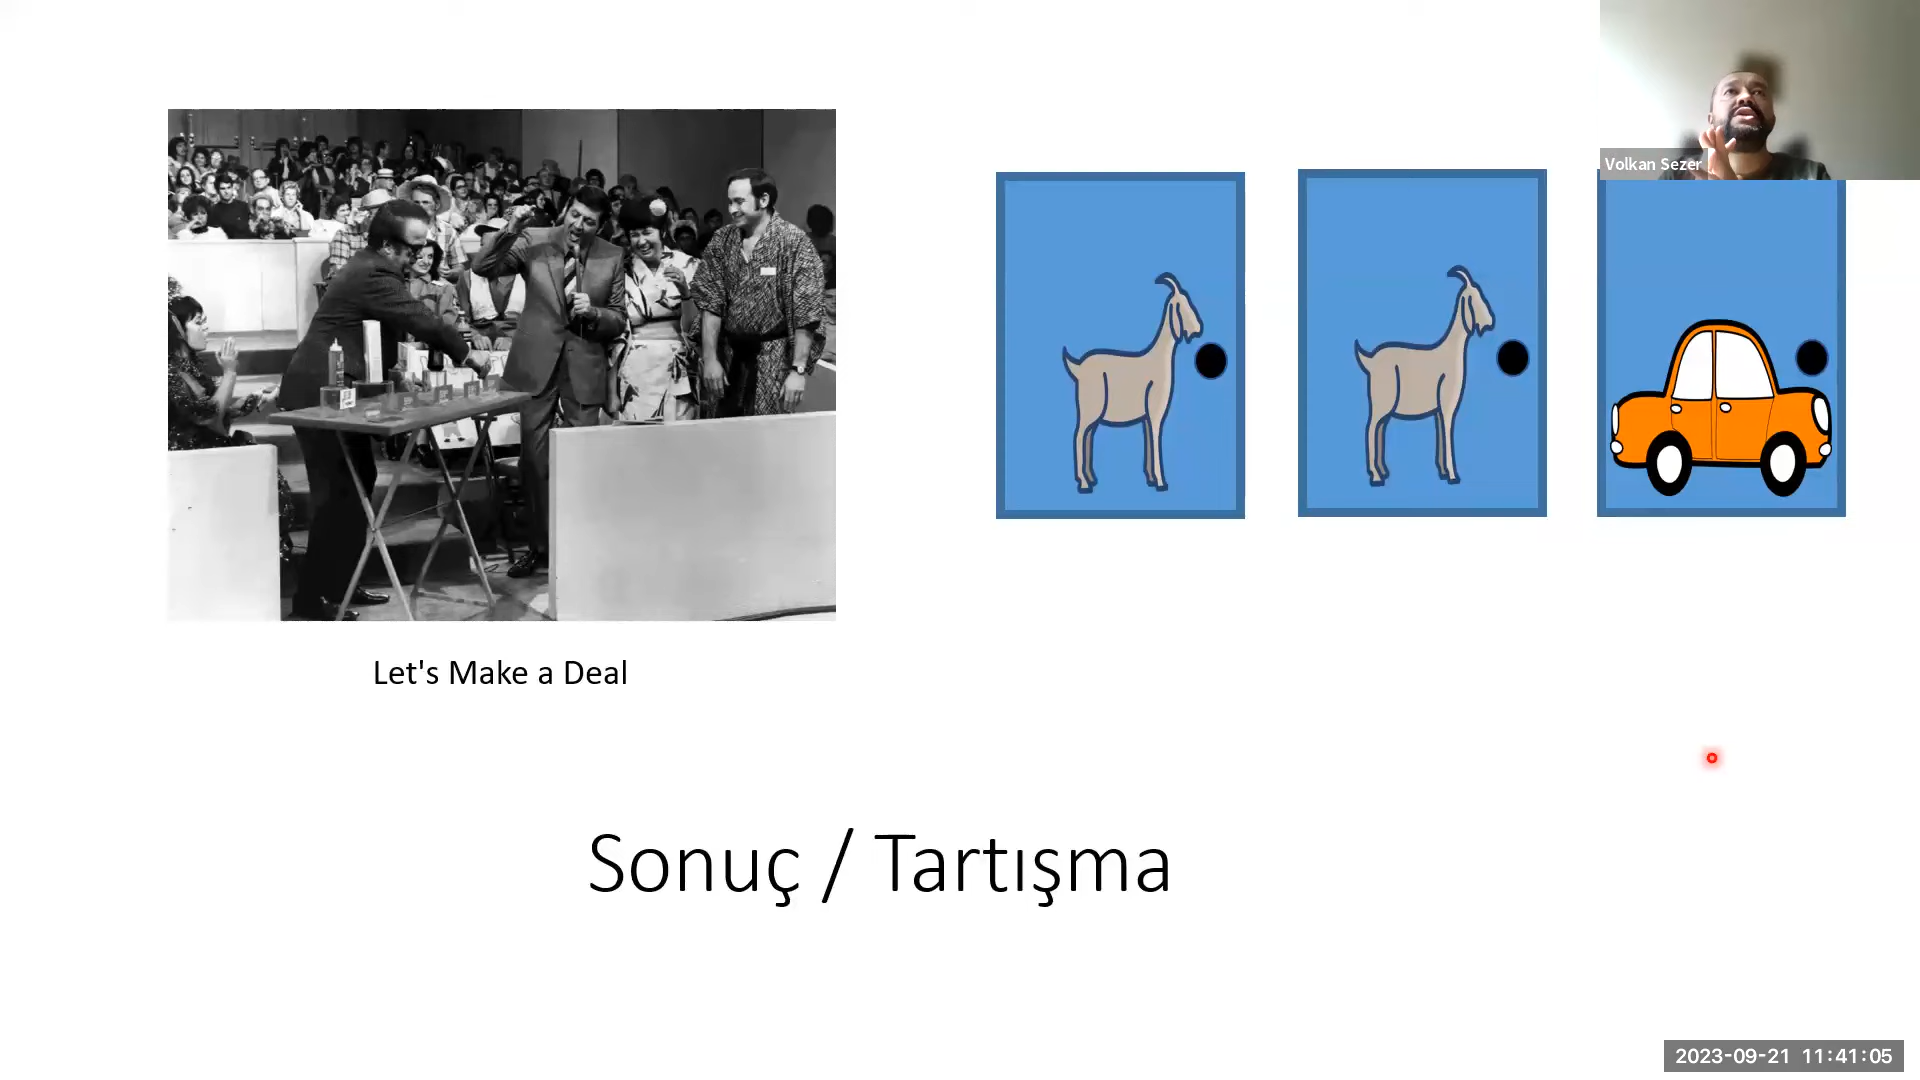 Volkan Sezer
Let's Make a Deal
Sonuç / Tartışma
2023-09-21 11:41:05